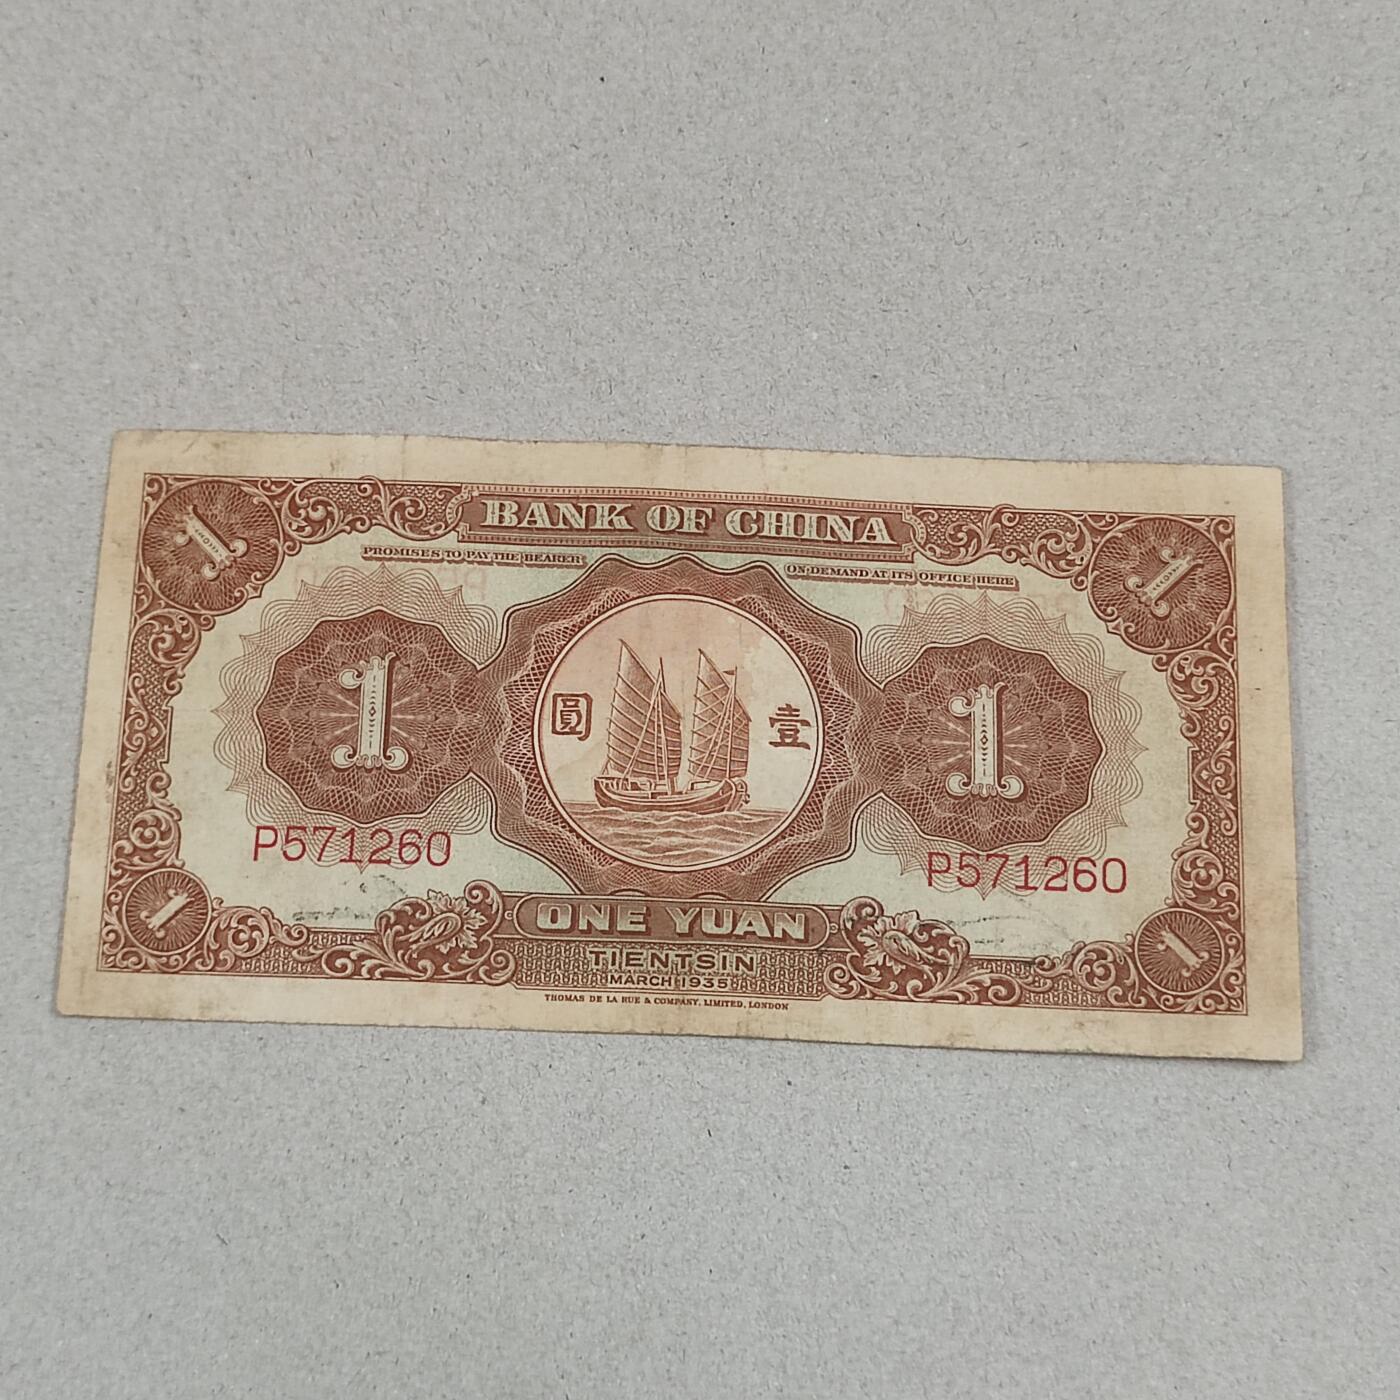 BANK OF CHINA
PROMISES TO PAY THE BEARER
ON DEMAND AT ITS OFFICE HERE
1
1
1
1
圓 壹
P571260
P571260
1
1
ONE YUAN
TIENTSIN
MARCH 1935
THOMAS DE LA RUE & COMPANY, LIMITED, LONDON